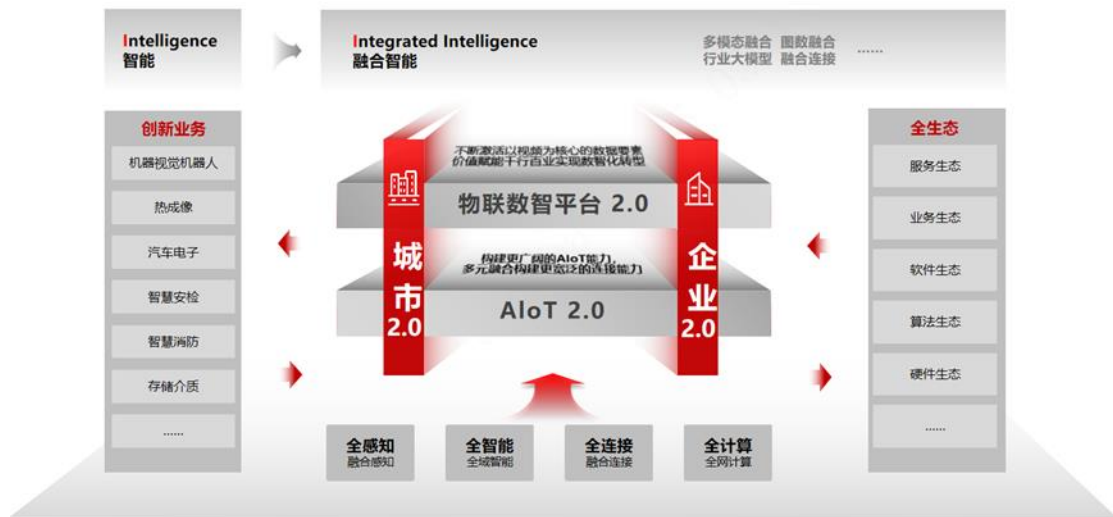 Intelligence
智能
Integrated Intelligence
融合智能
多模态融合 图数融合
行业大模型 融合连接
......
创新业务
机器视觉机器人
热成像
汽车电子
智慧安检
智慧消防
存储介质
......
不断激活以视频为核心的数据要素
价值赋能千行百业实现数智化转型
物联数智平台 2.0
构建更广阔的AIoT能力，
多元融合构建更宽泛的连接能力
AIoT 2.0
城市
2.0
企业
2.0
全感知
融合感知
全智能
全域智能
全连接
融合连接
全计算
全网计算
全生态
服务生态
业务生态
软件生态
算法生态
硬件生态
......